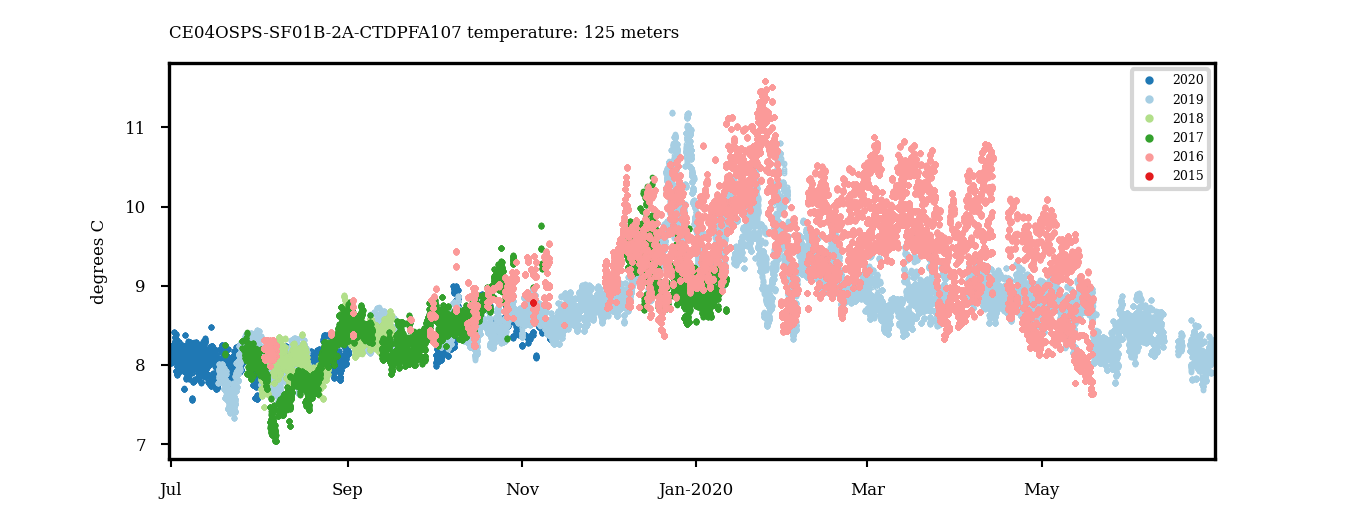 CE04OSPS-SF01B-2A-CTDPFA107 temperature: 125 meters
degrees C
11
10
9
8
7
Jul
Sep
Nov
Jan-2020
Mar
May
2020
2019
2018
2017
2016
2015